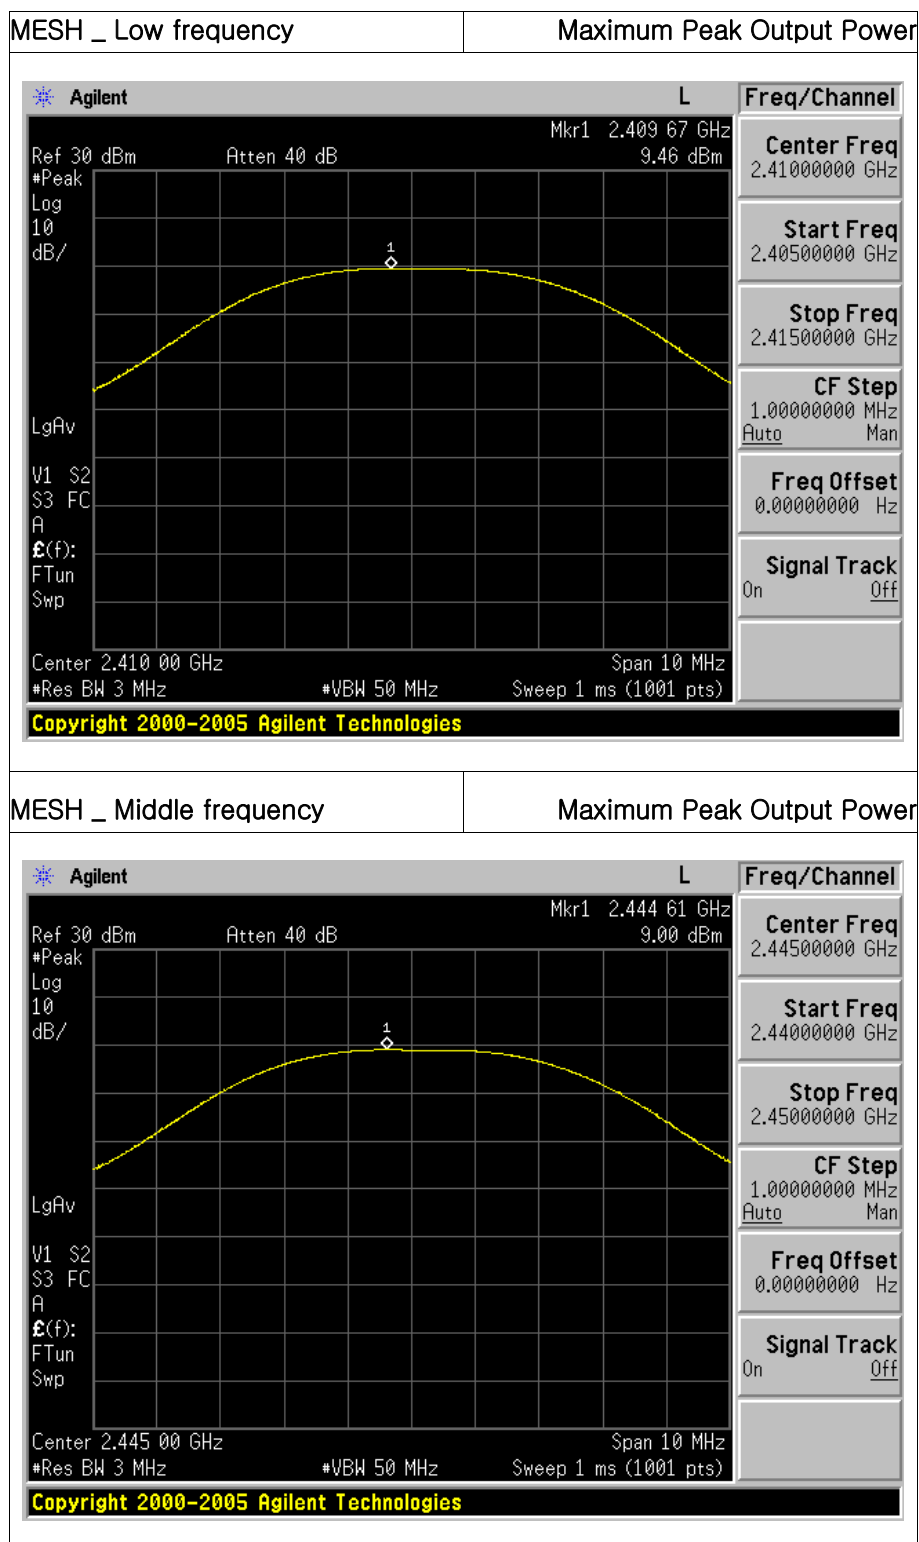 MESH _ Low frequency Maximum Peak Output Power
Agilent L Freq/Channel
Mkr1 2.409 67 GHz
Ref 30 dBm Atten 40 dB 9.46 dBm
#Peak
Log
10
dB/
1
LgAv
V1 S2
S3 FC
A
£(f):
FTun
Swp
Center 2.410 00 GHz Span 10 MHz
#Res BW 3 MHz #VBW 50 MHz Sweep 1 ms (1001 pts)
Copyright 2000-2005 Agilent Technologies
Center Freq
2.41000000 GHz
Start Freq
2.40500000 GHz
Stop Freq
2.41500000 GHz
CF Step
1.00000000 MHz
Auto Man
Freq Offset
0.00000000 Hz
Signal Track
On Off
MESH _ Middle frequency Maximum Peak Output Power
Agilent L Freq/Channel
Mkr1 2.444 61 GHz
Ref 30 dBm Atten 40 dB 9.00 dBm
#Peak
Log
10
dB/
1
LgAv
V1 S2
S3 FC
A
£(f):
FTun
Swp
Center 2.445 00 GHz Span 10 MHz
#Res BW 3 MHz #VBW 50 MHz Sweep 1 ms (1001 pts)
Copyright 2000-2005 Agilent Technologies
Center Freq
2.44500000 GHz
Start Freq
2.44000000 GHz
Stop Freq
2.45000000 GHz
CF Step
1.00000000 MHz
Auto Man
Freq Offset
0.00000000 Hz
Signal Track
On Off